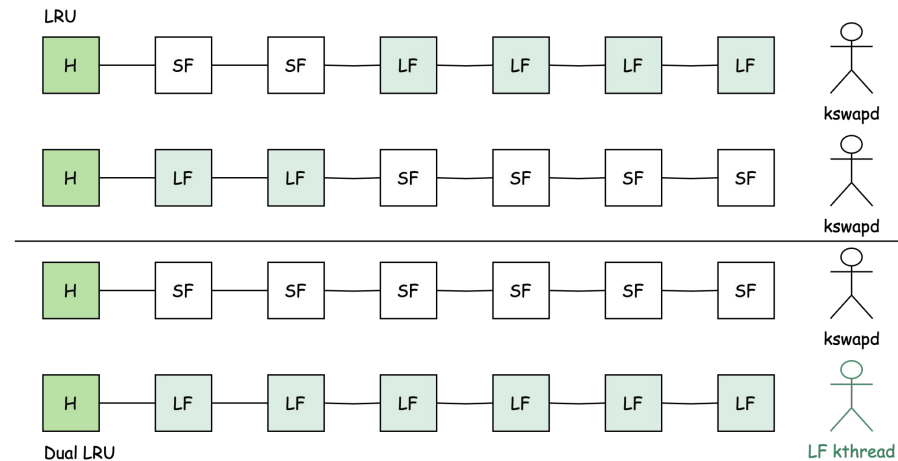 LRU
H SF SF LF LF LF LF
kswapd
H LF LF SF SF SF SF
kswapd
H SF SF SF SF SF SF
kswapd
H LF LF LF LF LF LF
Dual LRU LF kthread